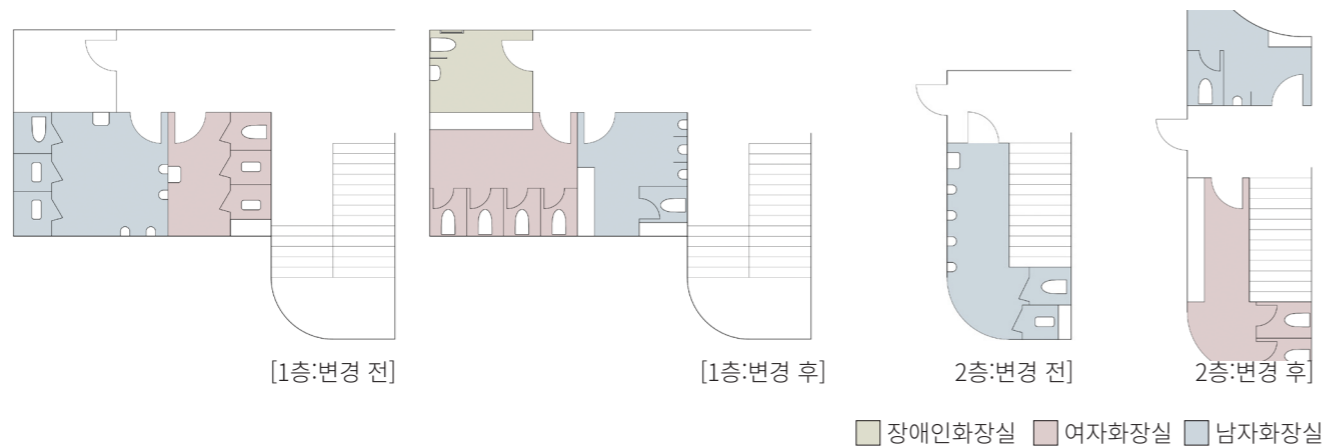 [1층:변경 전]
[1층:변경 후]
2층:변경 전]
2층:변경 후]
장애인화장실
여자화장실
남자화장실